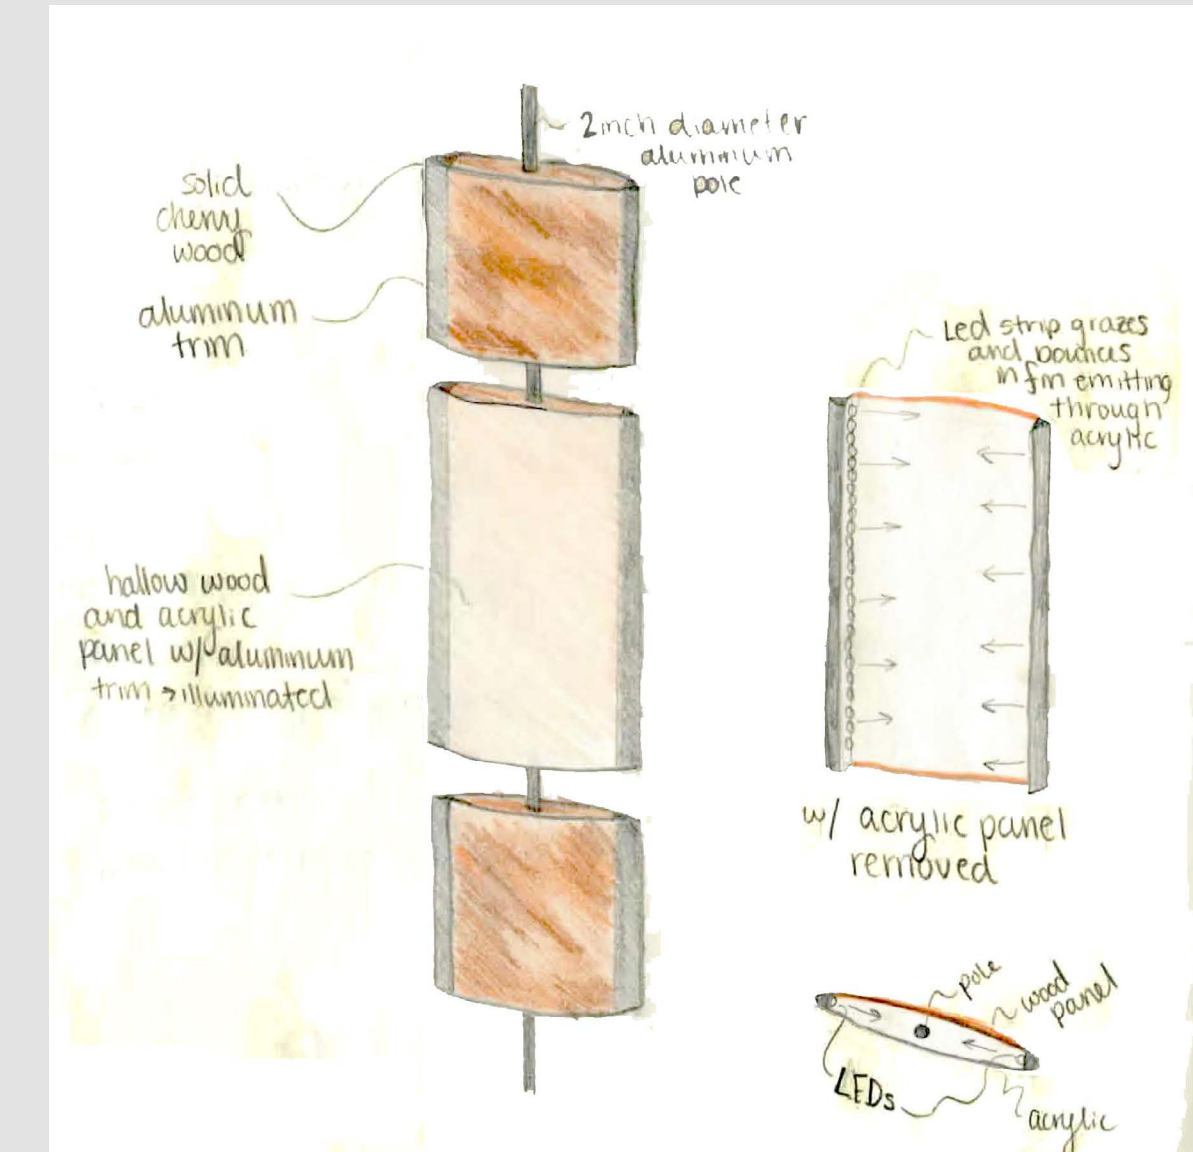 2inch diameter
aluminum
pole
solid
cherry
wood
aluminum
trim
hallow wood
and acrylic
panel w/ aluminum
trim → illuminated
Led strip grazes
and bounces
in fm emitting
through
acrylic
w/ acrylic panel
removed
pole
wood
panel
LEDs
acrylic